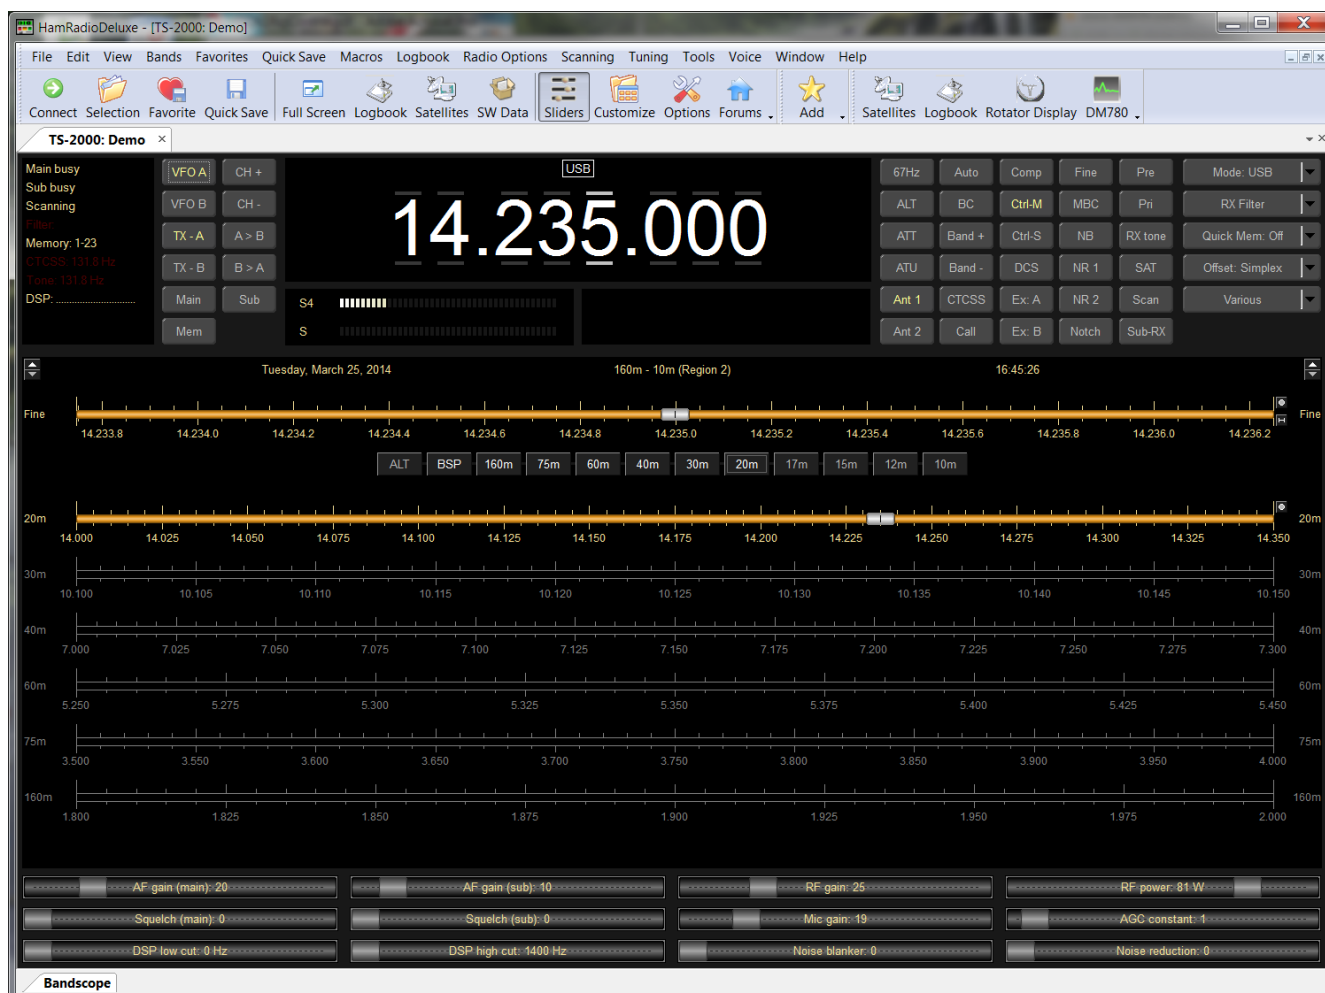 HamRadioDeluxe - [TS-2000: Demo]
File Edit View Bands Favorites Quick Save Macros Logbook Radio Options Scanning Tuning Tools Voice Window Help
Connect Selection Favorite Quick Save Full Screen Logbook Satellites SW Data Sliders Customize Options Forums Add Satellites Logbook Rotator Display DM780
TS-2000: Demo
Main busy
Sub busy
Scanning
Filter
Memory: 1-23
CTCSS: 131.8 Hz
Tone: 131.8 Hz
DSP: ............................
VFO A CH +
VFO B CH -
TX - A A > B
TX - B B > A
Main Sub
Mem
USB
14.235.000
S4
S
67Hz Auto Comp Fine Pre Mode: USB
ALT BC Ctrl-M MBC Pri RX Filter
ATT Band + Ctrl-S NB RX tone Quick Mem: Off
ATU Band - DCS NR 1 SAT Offset: Simplex
Ant 1 CTCSS Ex: A NR 2 Scan Various
Ant 2 Call Ex: B Notch Sub-RX
Tuesday, March 25, 2014 160m - 10m (Region 2) 16:45:26
Fine Fine
14.233.8 14.234.0 14.234.2 14.234.4 14.234.6 14.234.8 14.235.0 14.235.2 14.235.4 14.235.6 14.235.8 14.236.0 14.236.2
ALT BSP 160m 75m 60m 40m 30m 20m 17m 15m 12m 10m
20m 20m
14.000 14.025 14.050 14.075 14.100 14.125 14.150 14.175 14.200 14.225 14.250 14.275 14.300 14.325 14.350
30m 30m
10.100 10.105 10.110 10.115 10.120 10.125 10.130 10.135 10.140 10.145 10.150
40m 40m
7.000 7.025 7.050 7.075 7.100 7.125 7.150 7.175 7.200 7.225 7.250 7.275 7.300
60m 60m
5.250 5.275 5.300 5.325 5.350 5.375 5.400 5.425 5.450
75m 75m
3.500 3.550 3.600 3.650 3.700 3.750 3.800 3.850 3.900 3.950 4.000
160m 160m
1.800 1.825 1.850 1.875 1.900 1.925 1.950 1.975 2.000
AF gain (main): 20 AF gain (sub): 10 RF gain: 25 RF power: 81 W
Squelch (main): 0 Squelch (sub): 0 Mic gain: 19 AGC constant: 1
DSP low cut: 0 Hz DSP high cut: 1400 Hz Noise blanker: 0 Noise reduction: 0
Bandscope